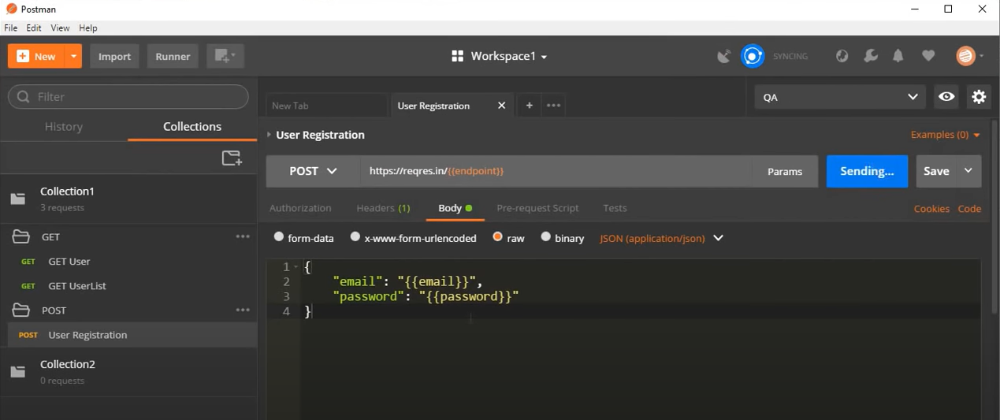 Postman
File Edit View Help
New Import Runner Workspace1 SYNCING
Filter
History Collections
Collection1
3 requests
GET
GET GET User
GET GET UserList
POST
POST User Registration
Collection2
0 requests
New Tab User Registration QA
User Registration Examples (0)
POST https://reqres.in/{{endpoint}} Params Sending... Save
Authorization Headers (1) Body Pre-request Script Tests Cookies Code
form-data x-www-form-urlencoded raw binary JSON (application/json)
1 {
2 "email": "{{email}}",
3 "password": "{{password}}"
4 }